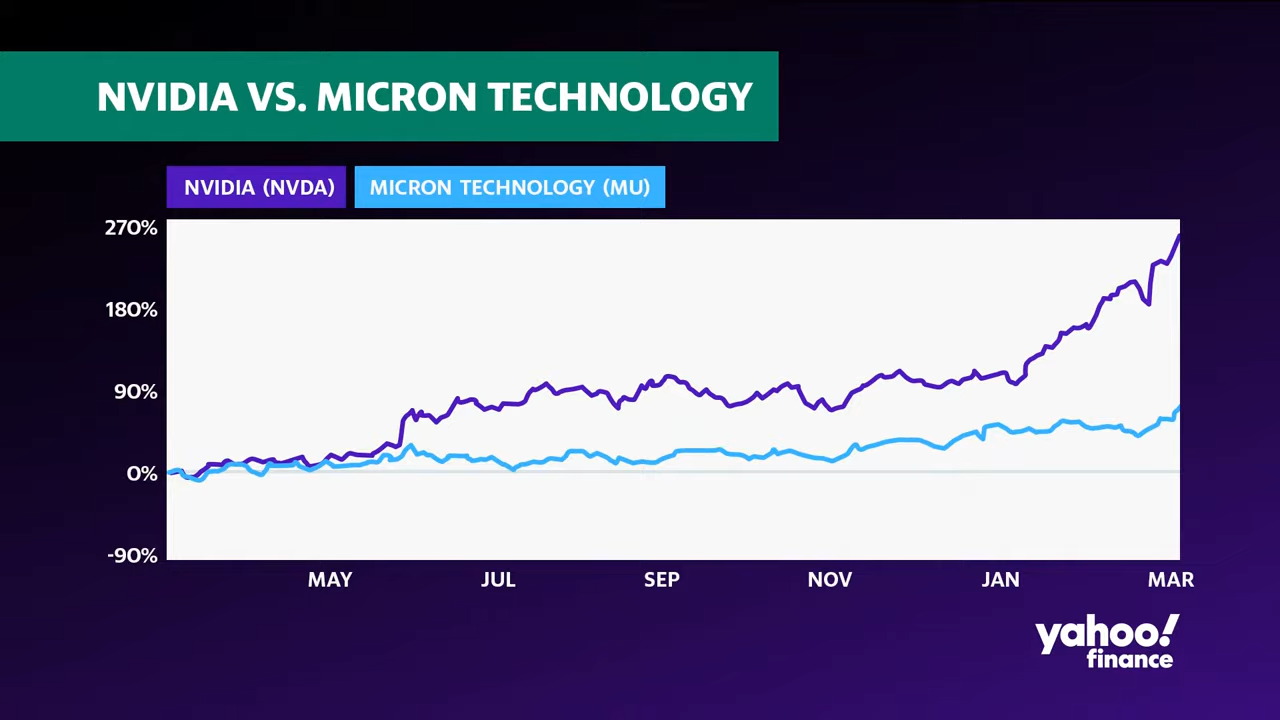 NVIDIA VS. MICRON TECHNOLOGY
NVIDIA (NVDA) MICRON TECHNOLOGY (MU)
270%
180%
90%
0%
-90%
MAY JUL SEP NOV JAN MAR
yahoo!
finance